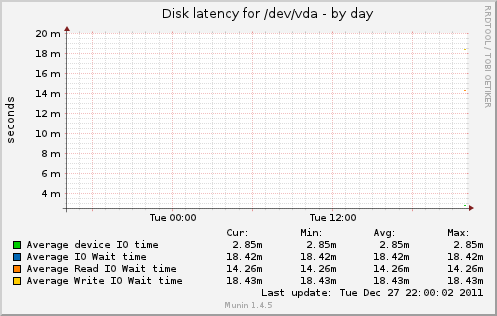 Disk latency for /dev/vda - by day
RRDTOOL / TOBI OETIKER
seconds
20 m
18 m
16 m
14 m
12 m
10 m
8 m
6 m
4 m
Tue 00:00 Tue 12:00
Cur: Min: Avg: Max:
Average device IO time 2.85m 2.85m 2.85m 2.85m
Average IO Wait time 18.42m 18.42m 18.42m 18.42m
Average Read IO Wait time 14.26m 14.26m 14.26m 14.26m
Average Write IO Wait time 18.43m 18.43m 18.43m 18.43m
Last update: Tue Dec 27 22:00:02 2011
Munin 1.4.5